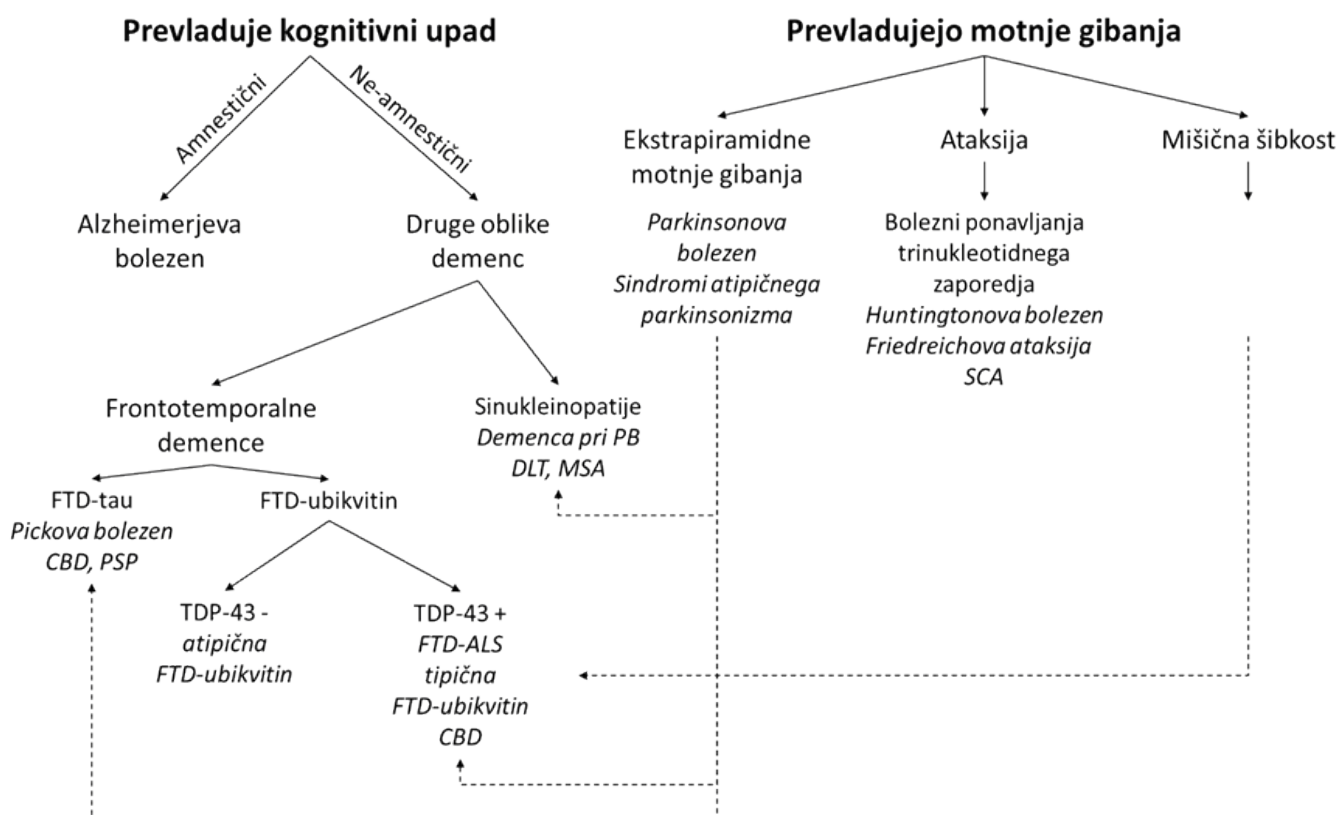 Prevladuje kognitivni upad
Amnestični
Ne-amnestični
Alzheimerjeva
bolezen
Druge oblike
demenc
Frontotemporalne
demence
Sinukleinopatije
Demenca pri PB
DLT, MSA
FTD-tau
Pickova bolezen
CBD, PSP
FTD-ubikvitin
TDP-43 -
atipična
FTD-ubikvitin
TDP-43 +
FTD-ALS
tipična
FTD-ubikvitin
CBD
Prevladujejo motnje gibanja
Ekstrapiramidne
motnje gibanja
Parkinsonova
bolezen
Sindromi atipičnega
parkinsonizma
Ataksija
Bolezni ponavljanja
trinukleotidnega
zaporedja
Huntingtonova bolezen
Friedreichova ataksija
SCA
Mišična šibkost